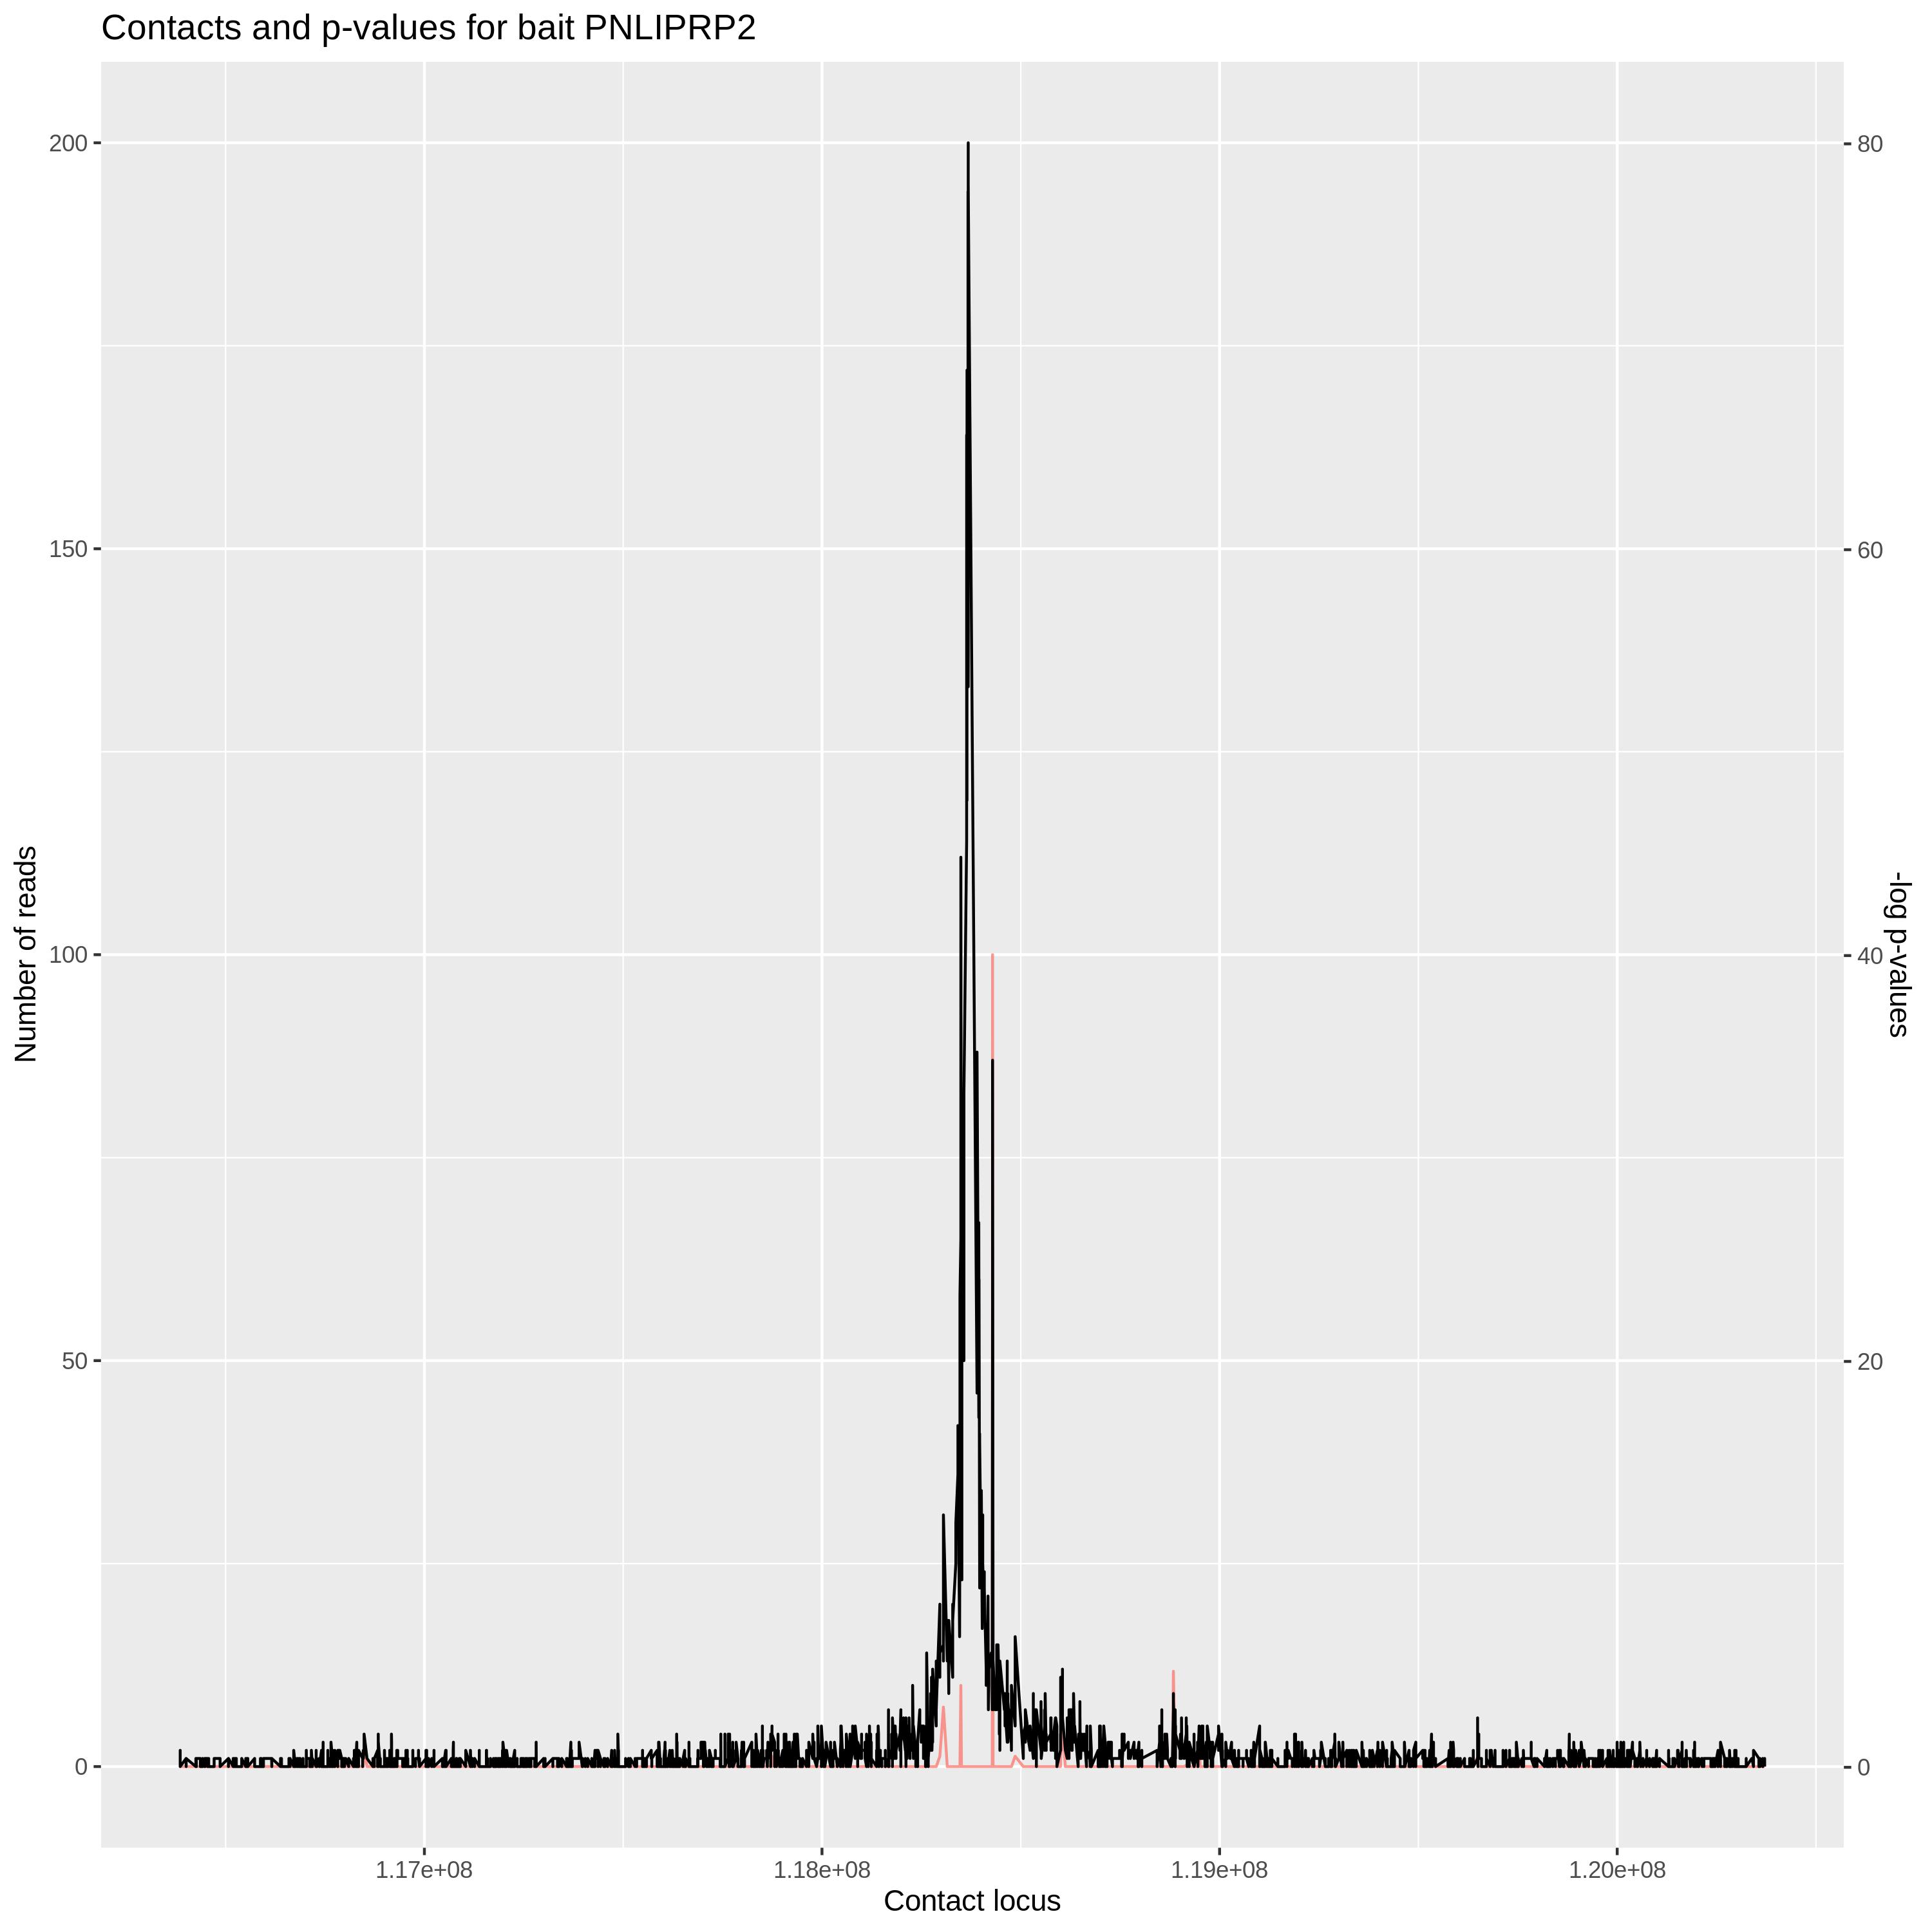 Contacts and p-values for bait PNLIPRP2
200
150
100
50
0
Number of reads
80
60
40
20
0
-log p-values
1.17e+08
1.18e+08
1.19e+08
1.20e+08
Contact locus